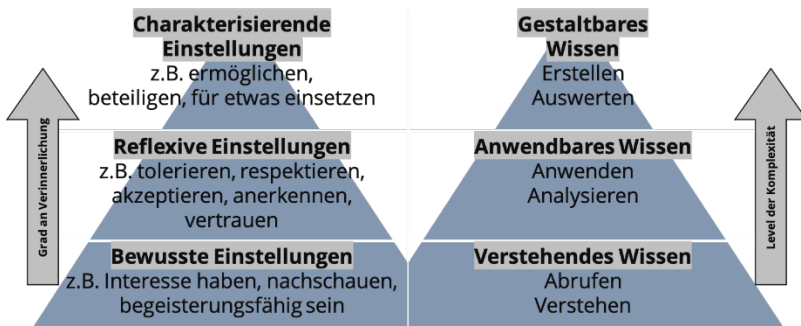 Charakterisierende
Einstellungen
z.B. ermöglichen,
beteiligen, für etwas einsetzen
Reflexive Einstellungen
z.B. tolerieren, respektieren,
akzeptieren, anerkennen,
vertrauen
Bewusste Einstellungen
z.B. Interesse haben, nachschauen,
begeisterungsfähig sein
Grad an Verinnerlichung
Gestaltbares
Wissen
Erstellen
Auswerten
Anwendbares Wissen
Anwenden
Analysieren
Verstehendes Wissen
Abrufen
Verstehen
Level der Komplexität